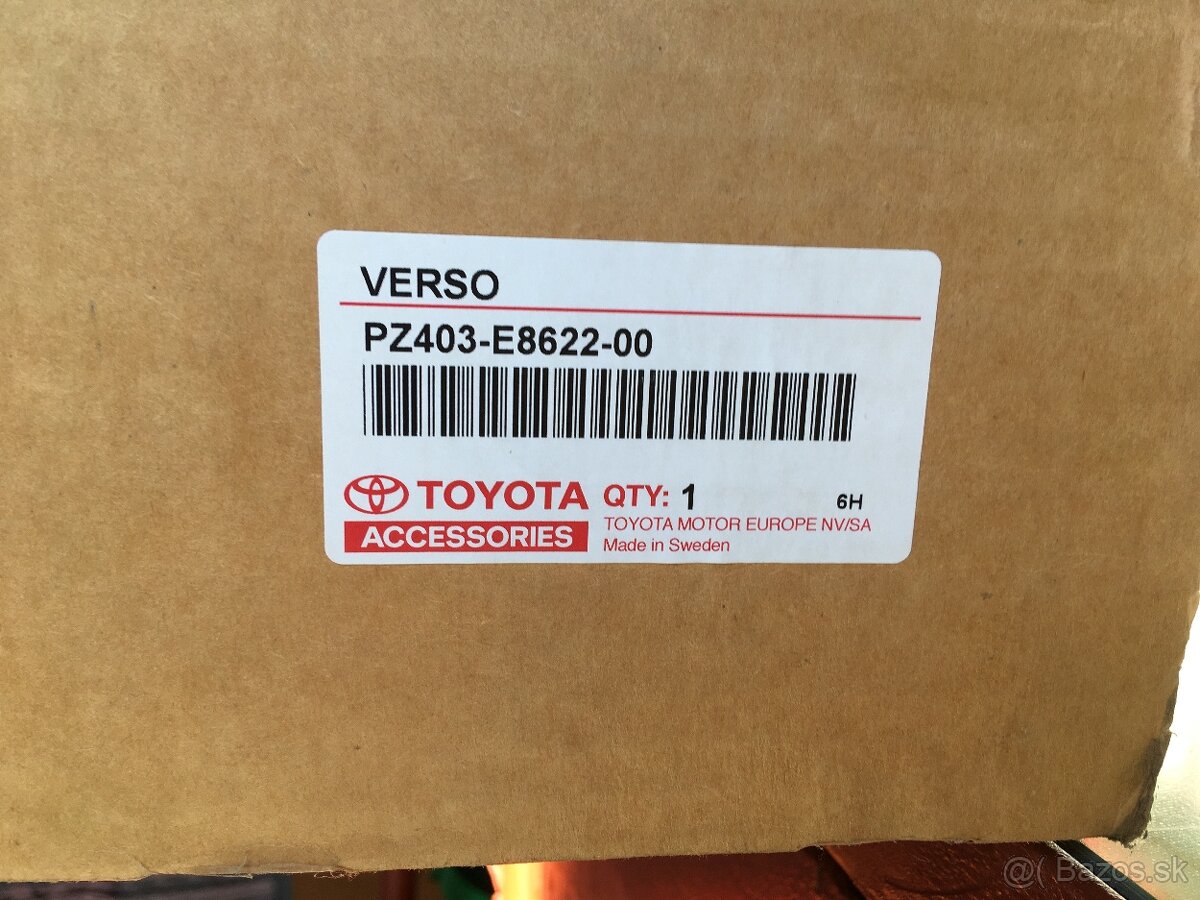 VERSO
PZ403-E8622-00
TOYOTA QTY: 1 6H
ACCESSORIES
TOYOTA MOTOR EUROPE NV/SA
Made in Sweden
@( Bazos.sk